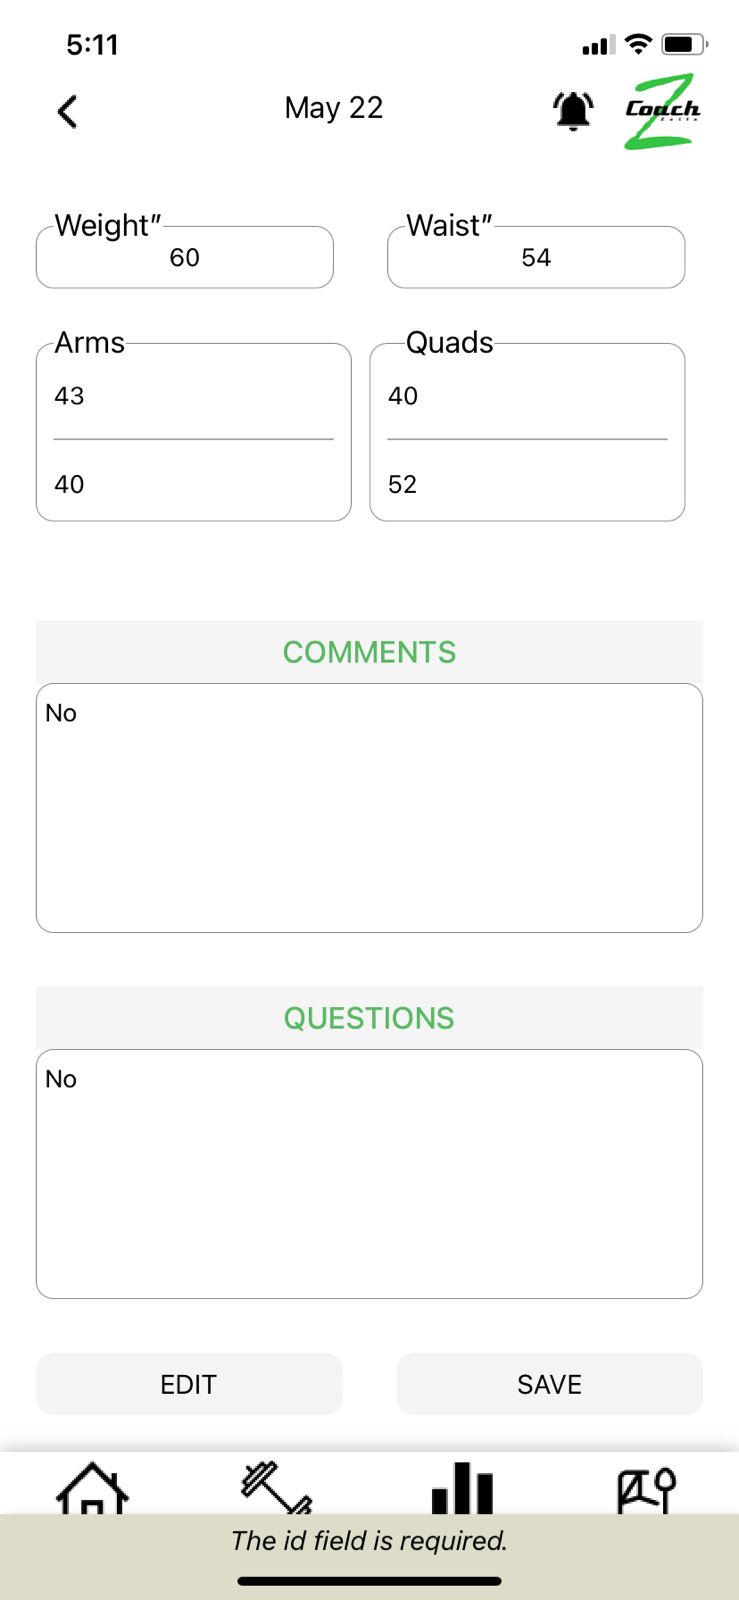 5:11
May 22
Coach
Weight”
60
Waist”
54
Arms
Quads
43
40
40
52
COMMENTS
No
QUESTIONS
No
EDIT
SAVE
The id field is required.